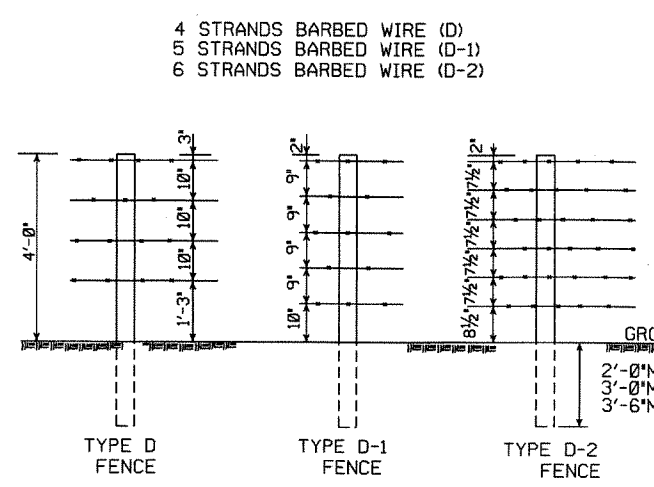 4 STRANDS BARBED WIRE (D)
5 STRANDS BARBED WIRE (D-1)
6 STRANDS BARBED WIRE (D-2)
4'-0"
3"
10"
10"
10"
1'-3"
2"
9"
9"
9"
9"
10"
2"
7½"
7½"
7½"
7½"
7½"
8½"
GRO
2'-0"M
3'-0"M
3'-6"M
TYPE D
FENCE
TYPE D-1
FENCE
TYPE D-2
FENCE